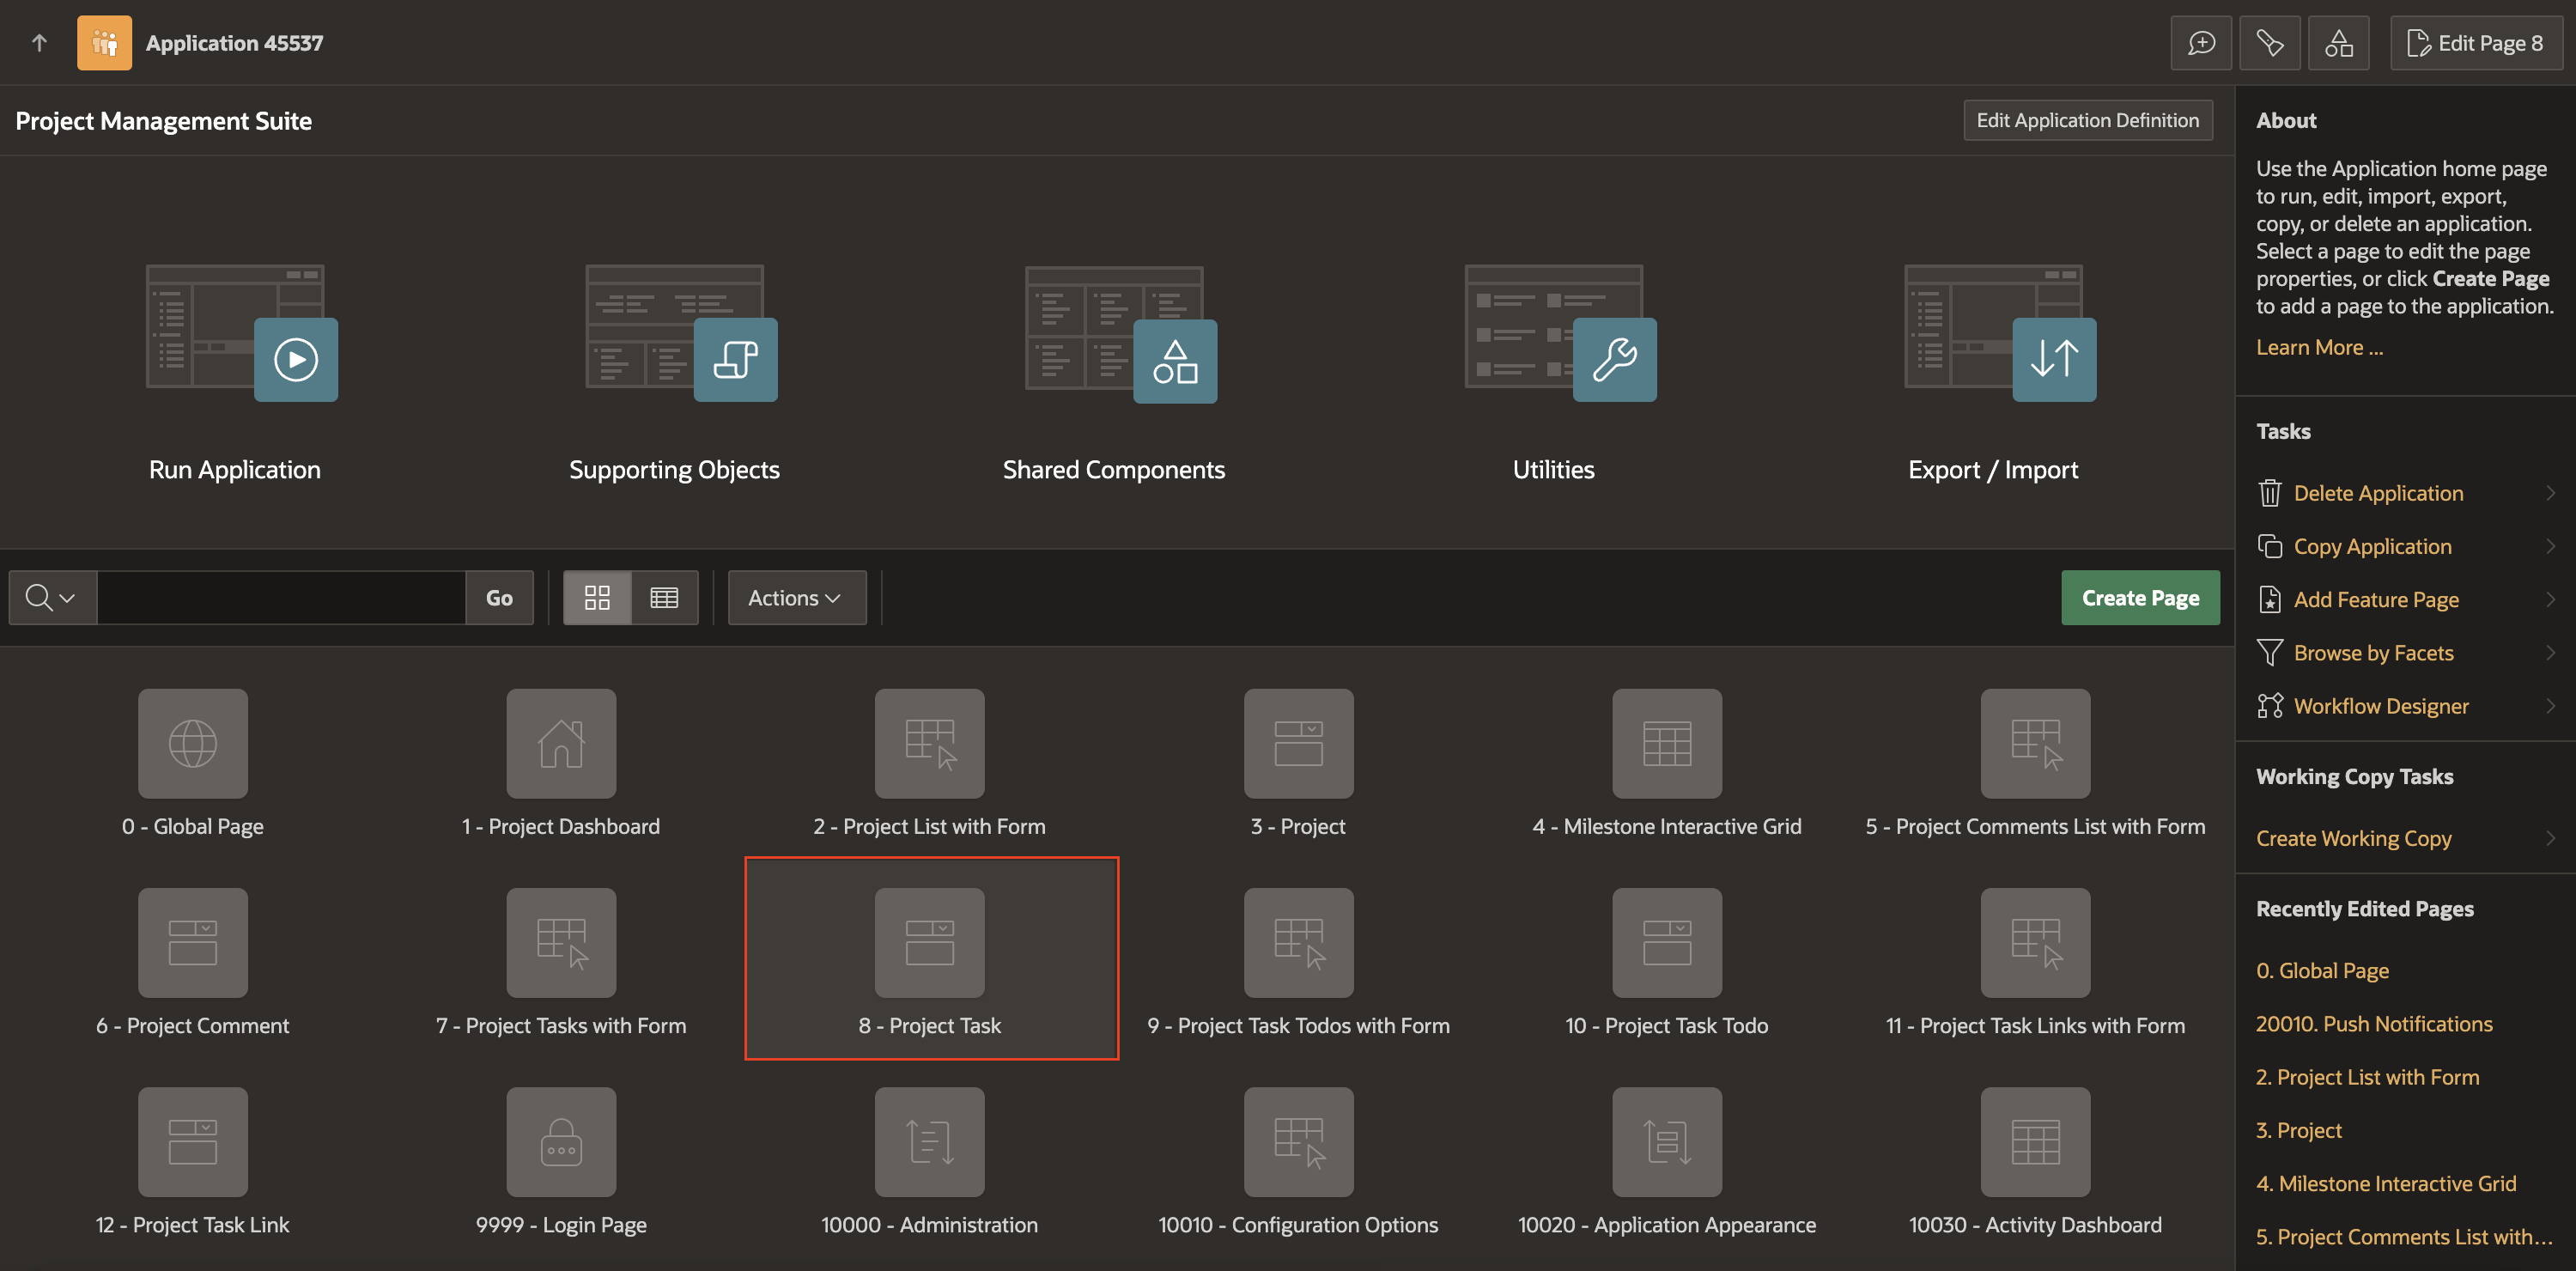 Application 45537
Edit Page 8
Project Management Suite
Edit Application Definition
Run Application
Supporting Objects
Shared Components
Utilities
Export / Import
Go
Actions
Create Page
0 - Global Page
1 - Project Dashboard
2 - Project List with Form
3 - Project
4 - Milestone Interactive Grid
5 - Project Comments List with Form
6 - Project Comment
7 - Project Tasks with Form
8 - Project Task
9 - Project Task Todos with Form
10 - Project Task Todo
11 - Project Task Links with Form
12 - Project Task Link
9999 - Login Page
10000 - Administration
10010 - Configuration Options
10020 - Application Appearance
10030 - Activity Dashboard
About
Use the Application home page
to run, edit, import, export,
copy, or delete an application.
Select a page to edit the page
properties, or click Create Page
to add a page to the application.
Learn More ...
Tasks
Delete Application
Copy Application
Add Feature Page
Browse by Facets
Workflow Designer
Working Copy Tasks
Create Working Copy
Recently Edited Pages
0. Global Page
20010. Push Notifications
2. Project List with Form
3. Project
4. Milestone Interactive Grid
5. Project Comments List with...